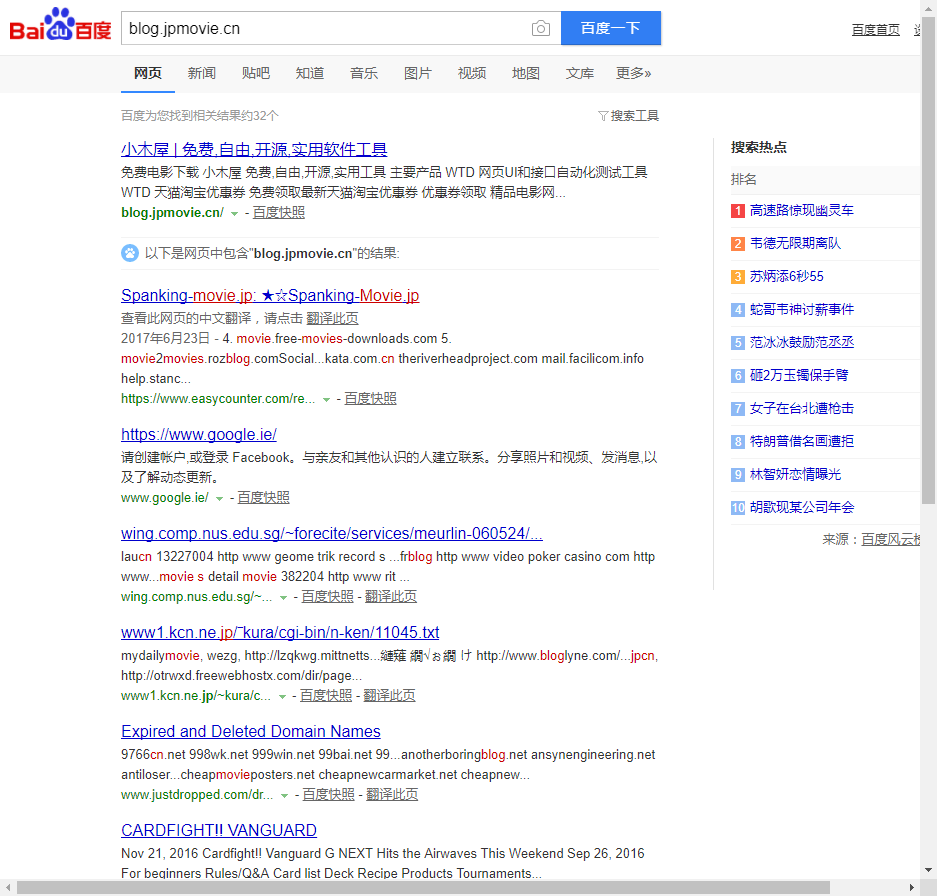 Bai du 百度
blog.jpmovie.cn
百度一下
百度首页
网页 新闻 贴吧 知道 音乐 图片 视频 地图 文库 更多»
百度为您找到相关结果约32个
搜索工具
小木屋 | 免费,自由,开源,实用软件工具
免费电影下载 小木屋 免费,自由,开源,实用工具 主要产品 WTD 网页UI和接口自动化测试工具
WTD 天猫淘宝优惠券 免费领取最新天猫淘宝优惠券 优惠券领取 精品电影网...
blog.jpmovie.cn/ - 百度快照
以下是网页中包含"blog.jpmovie.cn"的结果:
Spanking-movie.jp: ★☆Spanking-Movie.jp
查看此网页的中文翻译，请点击 翻译此页
2017年6月23日 - 4. movie.free-movies-downloads.com 5.
movie2movies.rozblog.comSocial...kata.com.cn theriverheadproject.com mail.facilicom.info
help.stanc...
https://www.easycounter.com/re... - 百度快照
https://www.google.ie/
请创建帐户,或登录 Facebook。与亲友和其他认识的人建立联系。分享照片和视频、发消息,以
及了解动态更新。
www.google.ie/ - 百度快照
wing.comp.nus.edu.sg/~forecite/services/meurlin-060524/...
laucn 13227004 http www geome trik record s ...frblog http www video poker casino com http
www...movie s detail movie 382204 http www rit ...
wing.comp.nus.edu.sg/~... - 百度快照 - 翻译此页
www1.kcn.ne.jp/~kura/cgi-bin/n-ken/11045.txt
mydailymovie, wezg, http://lzqkwg.mittnetts...縺薙 繝√ぉ繝 け http://www.bloglyne.com/...jpcn,
http://otrwxd.freewebhostx.com/dir/page...
www1.kcn.ne.jp/~kura/c... - 百度快照 - 翻译此页
Expired and Deleted Domain Names
9766cn.net 998wk.net 999win.net 99bai.net 99...anotherboringblog.net ansynengineering.net
antiloser...cheapmovieposters.net cheapnewcarmarket.net cheapnew...
www.justdropped.com/dr... - 百度快照 - 翻译此页
CARDFIGHT!! VANGUARD
Nov 21, 2016 Cardfight!! Vanguard G NEXT Hits the Airwaves This Weekend Sep 26, 2016
For beginners Rules/Q&A Card list Deck Recipe Products Tournaments...
搜索热点
排名
1 高速路惊现幽灵车
2 韦德无限期离队
3 苏炳添6秒55
4 蛇哥韦神讨薪事件
5 范冰冰鼓励范丞丞
6 砸2万玉镯保手臂
7 女子在台北遭枪击
8 特朗普借名画遭拒
9 林智妍恋情曝光
10 胡歌现某公司年会
来源：百度风云榜